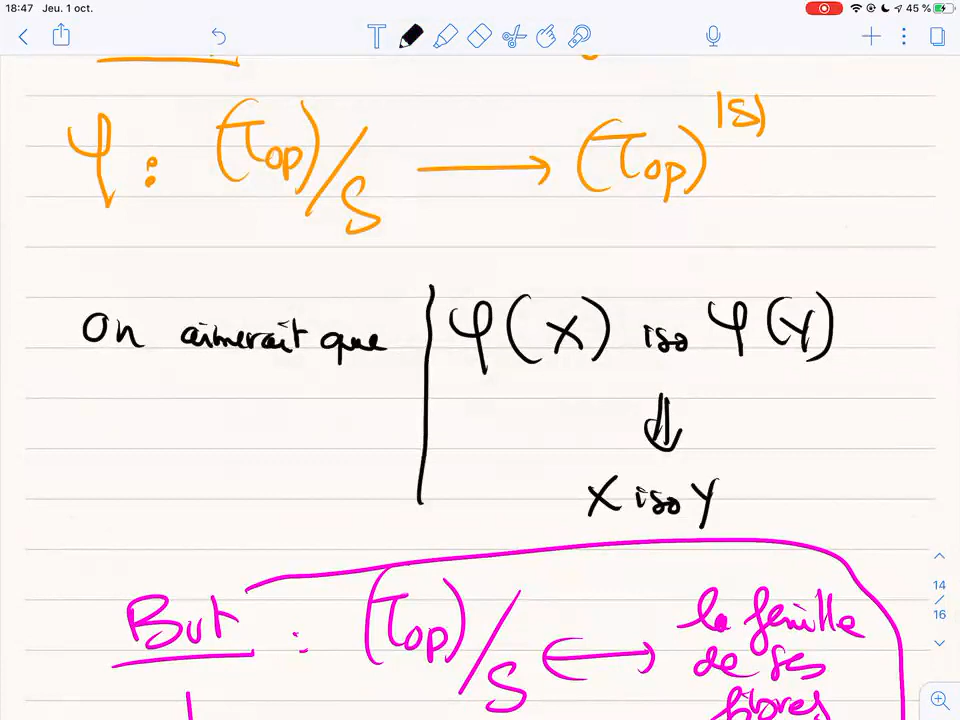 18:47 Jeu. 1 oct. 45 %
φ : (Top)/S ⟶ (Top)^|S|
On aimerait que φ(X) iso φ(Y)
⇓
X iso Y
14
/
16
But : (Top)/S ⟷ la famille
de ses
fibres